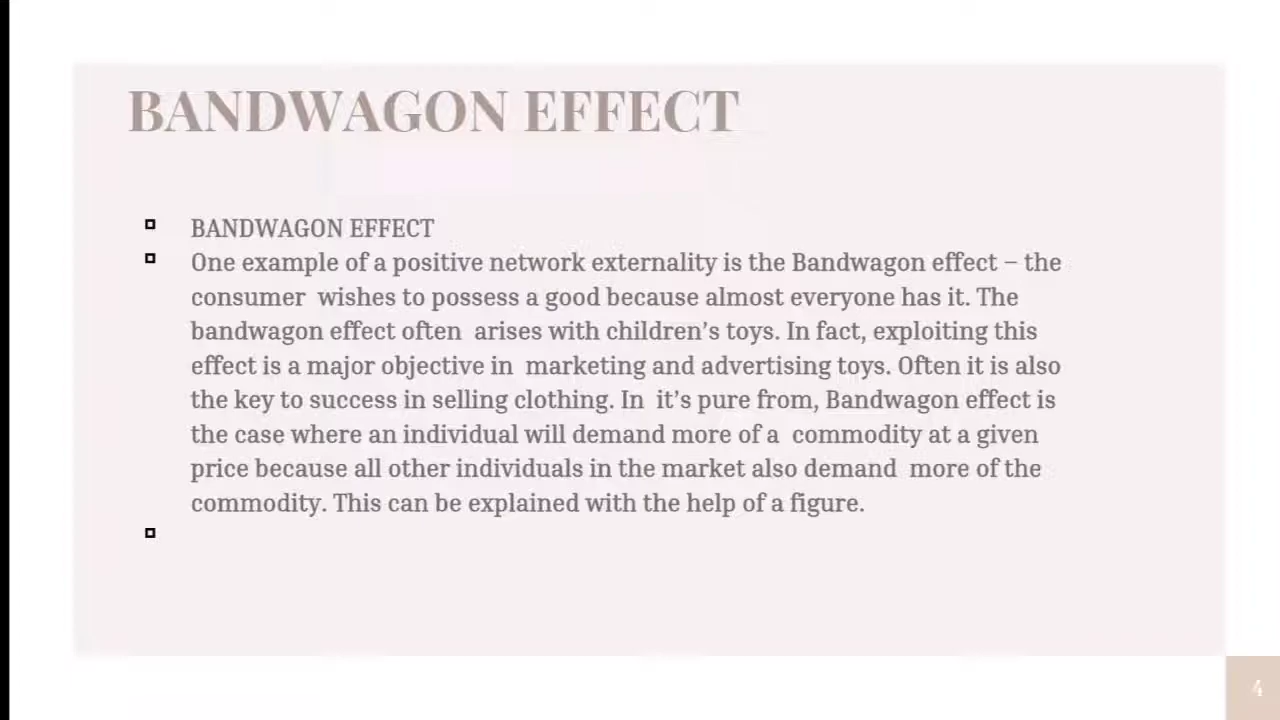 BANDWAGON EFFECT
BANDWAGON EFFECT
One example of a positive network externality is the Bandwagon effect – the
consumer wishes to possess a good because almost everyone has it. The
bandwagon effect often arises with children's toys. In fact, exploiting this
effect is a major objective in marketing and advertising toys. Often it is also
the key to success in selling clothing. In it's pure from, Bandwagon effect is
the case where an individual will demand more of a commodity at a given
price because all other individuals in the market also demand more of the
commodity. This can be explained with the help of a figure.
4